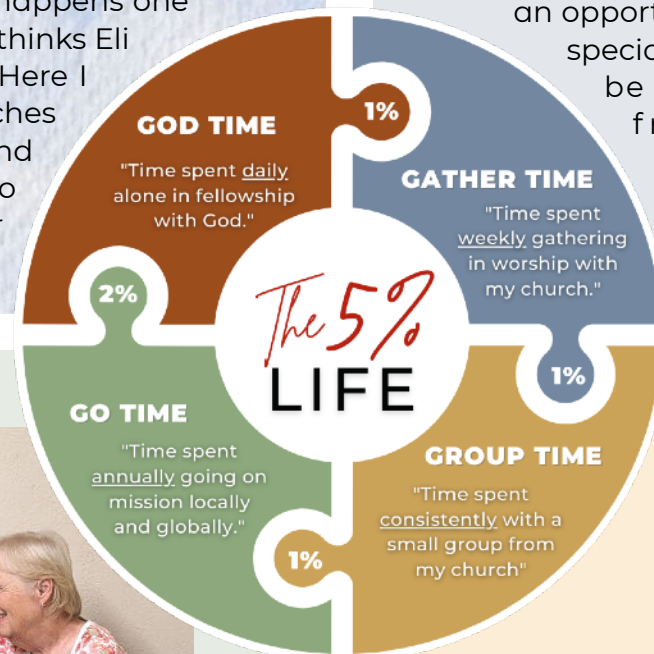 happens one
thinks Eli
Here I
an opport
be
GOD TIME
"Time spent daily
alone in fellowship
with God."
1%
GATHER TIME
"Time spent
weekly gathering
in worship with
my church."
2%
The 5%
LIFE
1%
GO TIME
"Time spent
annually going on
mission locally
and globally."
GROUP TIME
"Time spent
consistently with a
small group from
my church"
1%